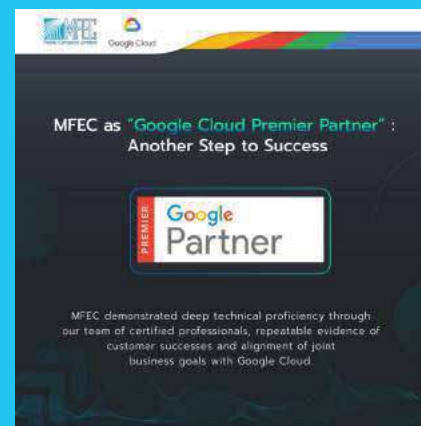 MFEC
Google Cloud
MFEC as "Google Cloud Premier Partner" :
Another Step to Success
PREMIER
Google
Partner
MFEC demonstrated deep technical proficiency through
our team of certified professionals, repeatable evidence of
customer successes and alignment of joint
business goals with Google Cloud.